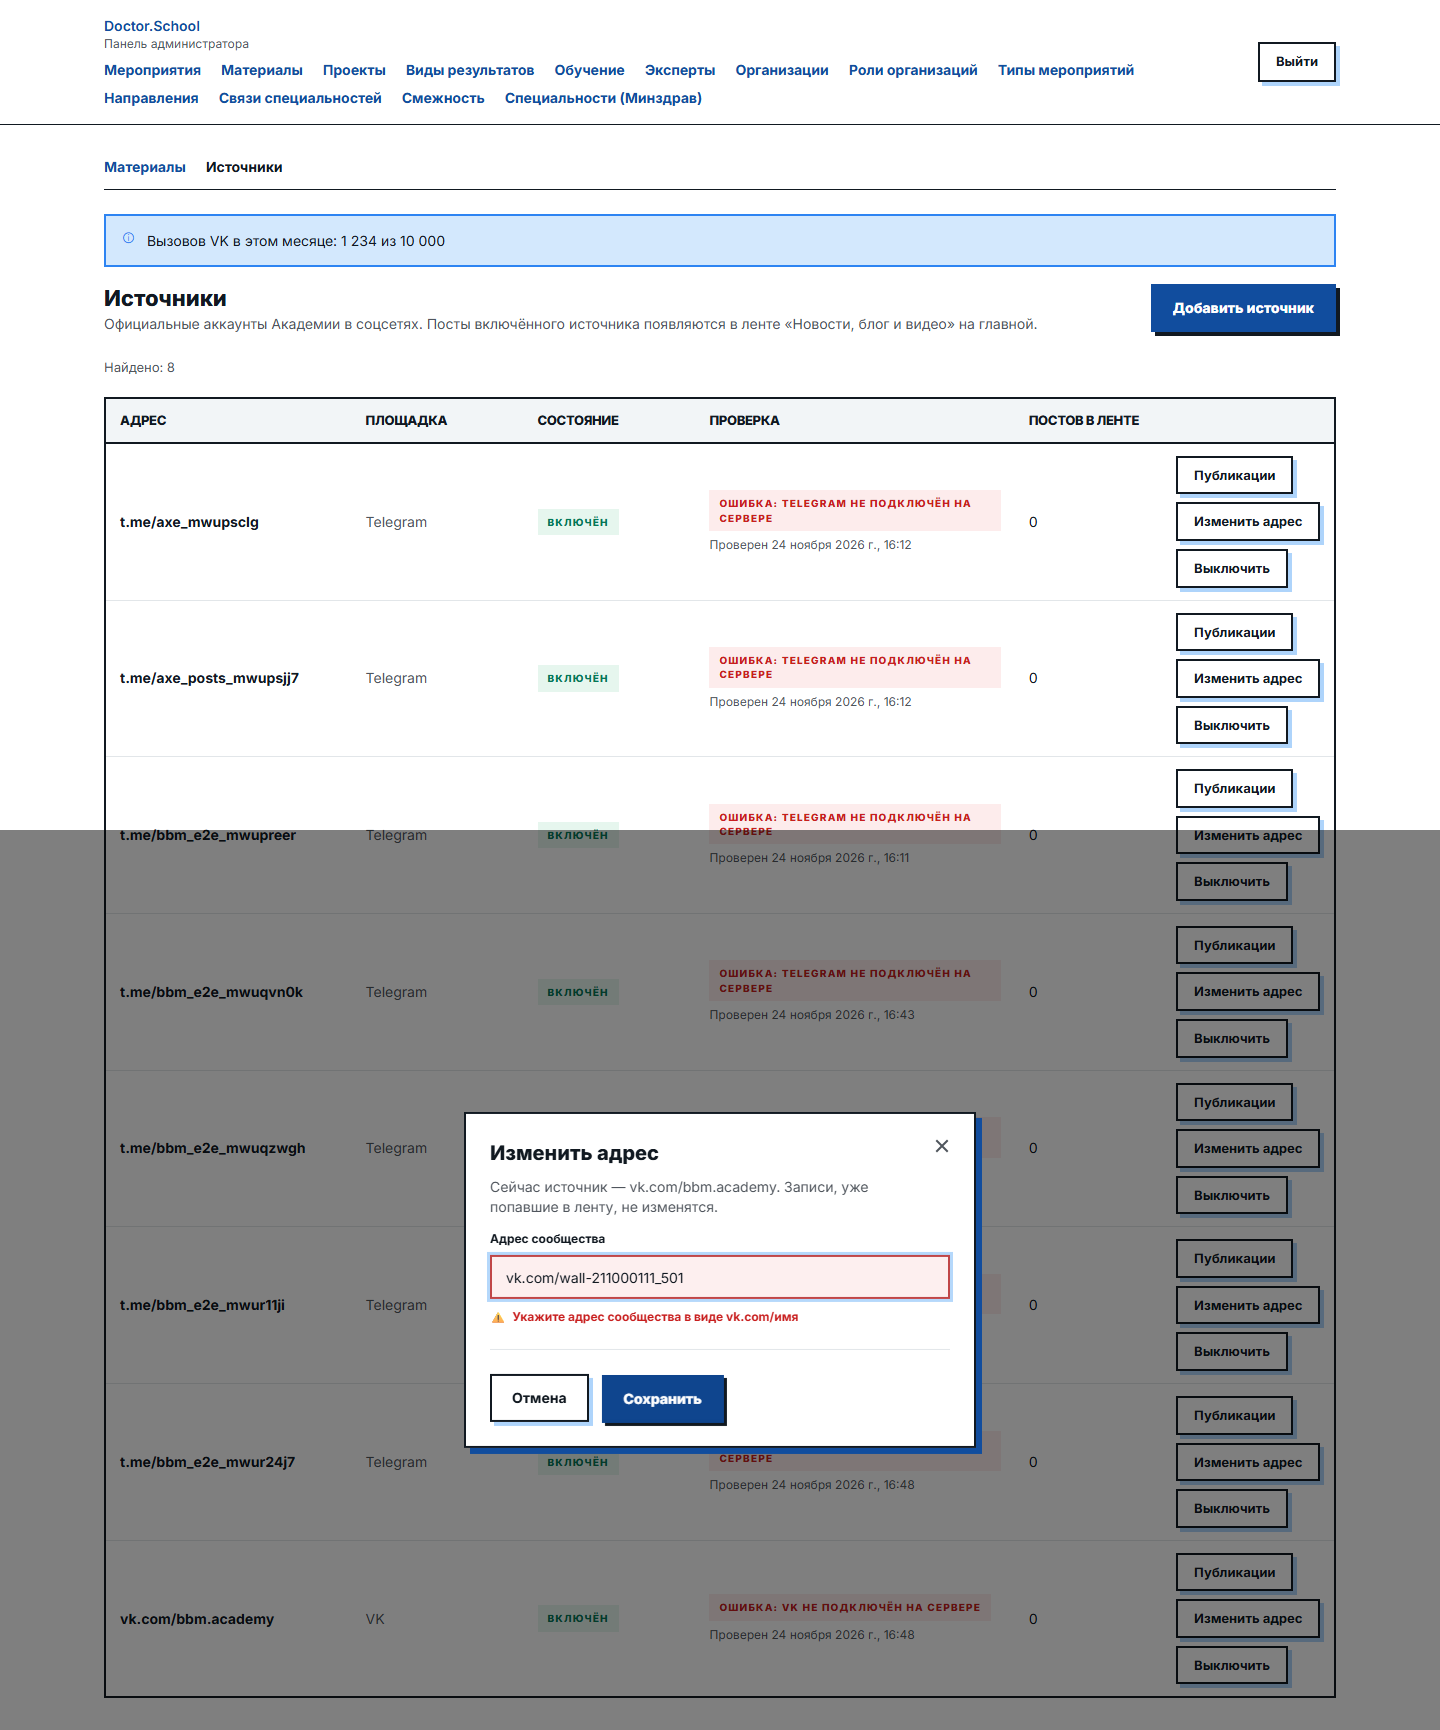 Doctor.School
Панель администратора
Мероприятия Материалы Проекты Виды результатов Обучение Эксперты Организации Роли организаций Типы мероприятий
Направления Связи специальностей Смежность Специальности (Минздрав)
Выйти
Материалы Источники
Вызовов VK в этом месяце: 1 234 из 10 000
Источники
Официальные аккаунты Академии в соцсетях. Посты включённого источника появляются в ленте «Новости, блог и видео» на главной.
Добавить источник
Найдено: 8
АДРЕС ПЛОЩАДКА СОСТОЯНИЕ ПРОВЕРКА ПОСТОВ В ЛЕНТЕ
Публикации
t.me/axe_mwupsclg Telegram ВКЛЮЧЁН ОШИБКА: TELEGRAM НЕ ПОДКЛЮЧЁН НА
СЕРВЕРЕ
Проверен 24 ноября 2026 г., 16:12
0
Изменить адрес
Выключить
Публикации
t.me/axe_posts_mwupsjj7 Telegram ВКЛЮЧЁН ОШИБКА: TELEGRAM НЕ ПОДКЛЮЧЁН НА
СЕРВЕРЕ
Проверен 24 ноября 2026 г., 16:12
0
Изменить адрес
Выключить
Публикации
t.me/bbm_e2e_mwupreer Telegram ВКЛЮЧЁН ОШИБКА: TELEGRAM НЕ ПОДКЛЮЧЁН НА
СЕРВЕРЕ
Проверен 24 ноября 2026 г., 16:11
0
Изменить адрес
Выключить
Публикации
t.me/bbm_e2e_mwuqvn0k Telegram ВКЛЮЧЁН ОШИБКА: TELEGRAM НЕ ПОДКЛЮЧЁН НА
СЕРВЕРЕ
Проверен 24 ноября 2026 г., 16:43
0
Изменить адрес
Выключить
Публикации
t.me/bbm_e2e_mwuqzwgh Telegram
0
Изменить адрес
Выключить
Публикации
t.me/bbm_e2e_mwur11ji Telegram
0
Изменить адрес
Выключить
Изменить адрес
Сейчас источник — vk.com/bbm.academy. Записи, уже
попавшие в ленту, не изменятся.
Адрес сообщества
vk.com/wall-211000111_501
Укажите адрес сообщества в виде vk.com/имя
Отмена Сохранить
Публикации
t.me/bbm_e2e_mwur24j7 Telegram ВКЛЮЧЁН
СЕРВЕРЕ
Проверен 24 ноября 2026 г., 16:48
0
Изменить адрес
Выключить
Публикации
vk.com/bbm.academy VK ВКЛЮЧЁН ОШИБКА: VK НЕ ПОДКЛЮЧЁН НА СЕРВЕРЕ
Проверен 24 ноября 2026 г., 16:48
0
Изменить адрес
Выключить